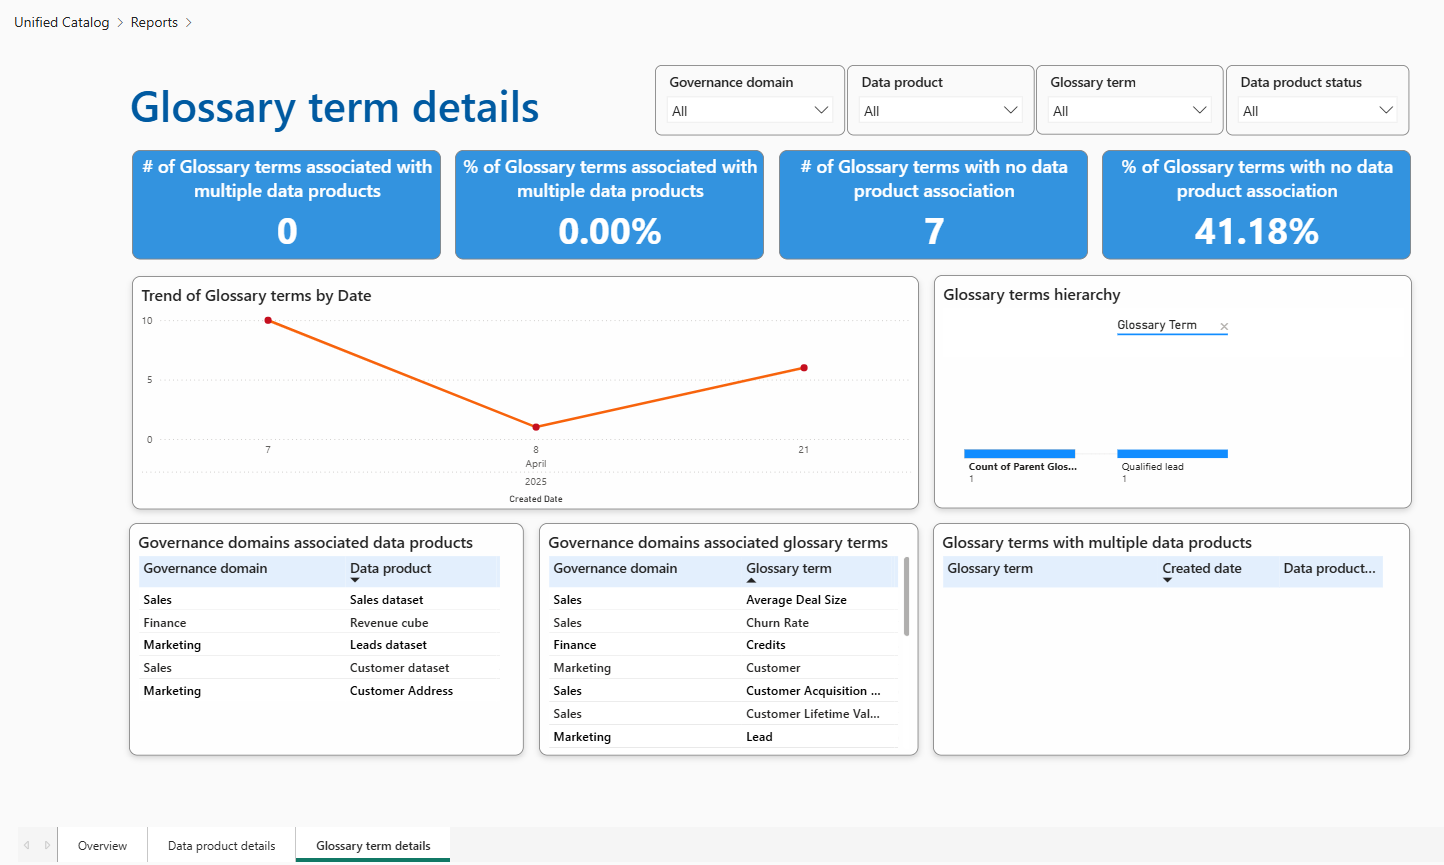 Unified Catalog > Reports >
Glossary term details
Governance domain
All
Data product
All
Glossary term
All
Data product status
All
# of Glossary terms associated with
multiple data products
0
% of Glossary terms associated with
multiple data products
0.00%
# of Glossary terms with no data
product association
7
% of Glossary terms with no data
product association
41.18%
Trend of Glossary terms by Date
10
5
0
7
8
21
April
2025
Created Date
Glossary terms hierarchy
Glossary Term ×
Count of Parent Glos...
1
Qualified lead
1
Governance domains associated data products
Governance domain Data product
Sales Sales dataset
Finance Revenue cube
Marketing Leads dataset
Sales Customer dataset
Marketing Customer Address
Governance domains associated glossary terms
Governance domain Glossary term
Sales Average Deal Size
Sales Churn Rate
Finance Credits
Marketing Customer
Sales Customer Acquisition ...
Sales Customer Lifetime Val...
Marketing Lead
Glossary terms with multiple data products
Glossary term Created date Data product...
Overview Data product details Glossary term details